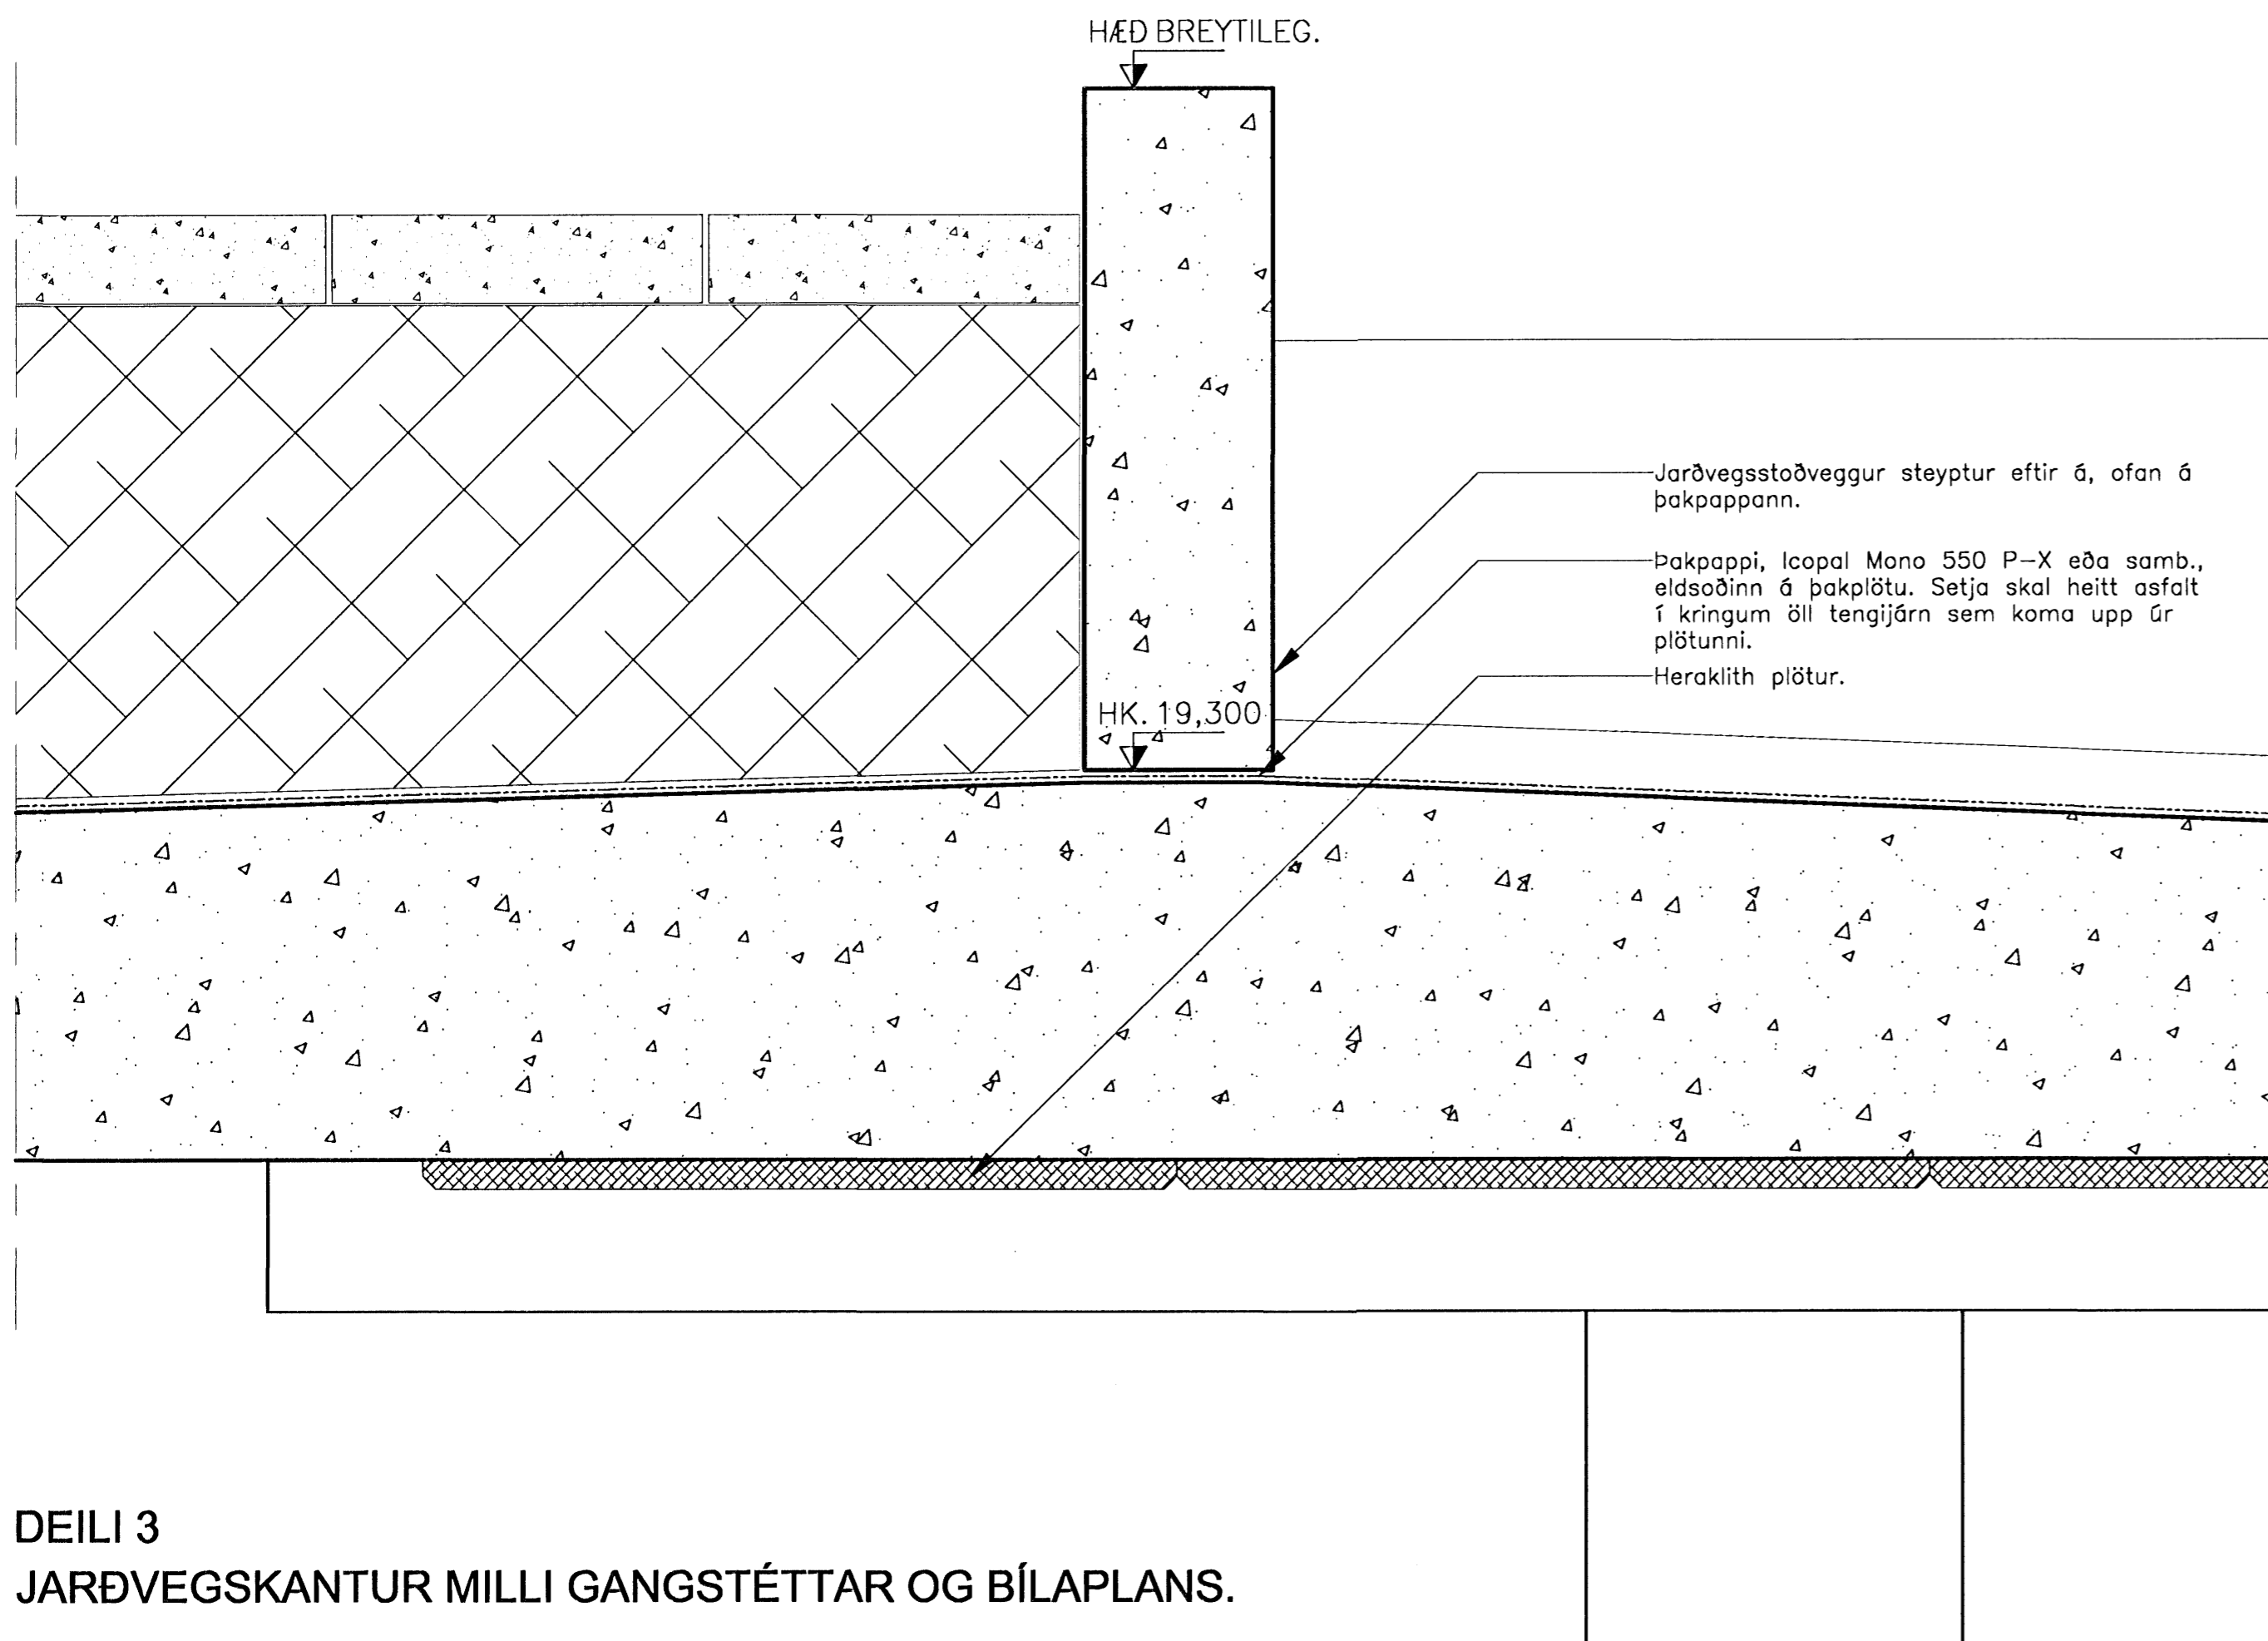 HÆÐ BREYTILEG.
Jarðvegsstoðveggur steyptur eftir á, ofan á
þakpappann.
Þakpappi, Icopal Mono 550 P-X eða samb.,
eldsoðinn á þakplötu. Setja skal heitt asfalt
í kringum öll tengijárn sem koma upp úr
plötunni.
Heraklith plötur.
HK. 19,300
DEILI 3
JARÐVEGSKANTUR MILLI GANGSTÉTTAR OG BÍLAPLANS.